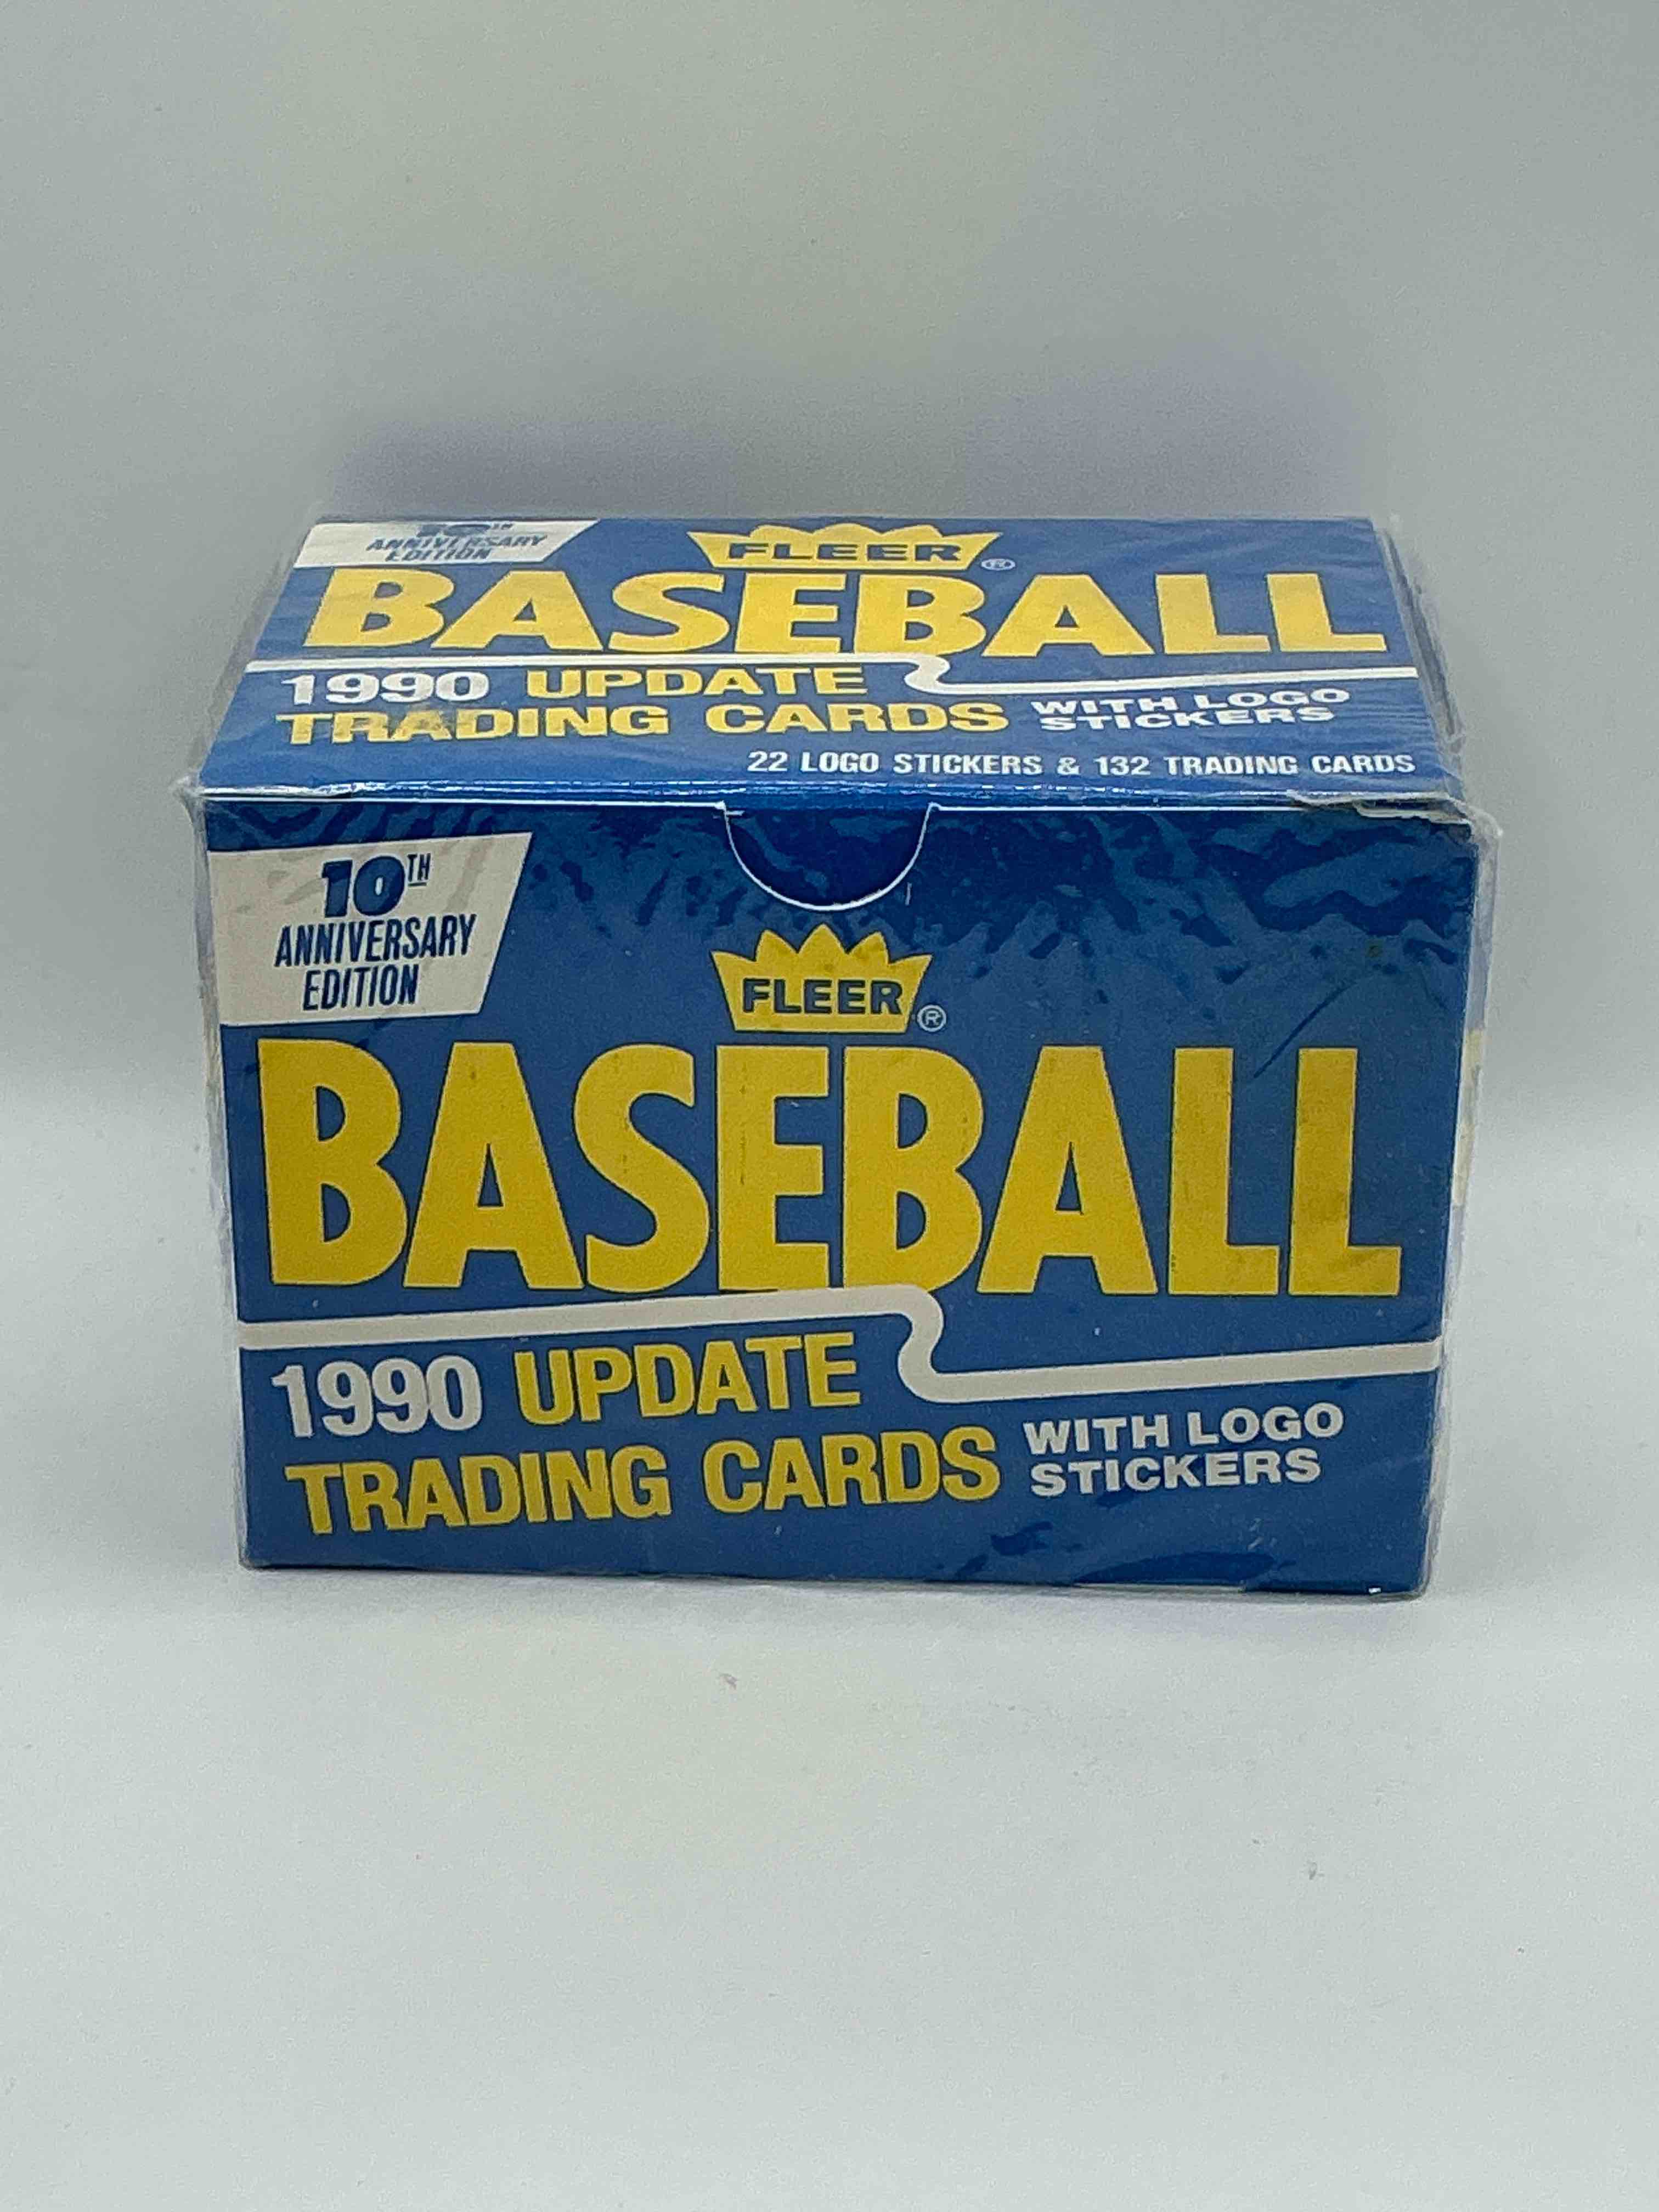 10TH
ANNIVERSARY
EDITION
FLEER®
BASEBALL
1990 UPDATE
TRADING CARDS
WITH LOGO
STICKERS
22 LOGO STICKERS & 132 TRADING CARDS
10TH
ANNIVERSARY
EDITION
FLEER®
BASEBALL
1990 UPDATE
TRADING CARDS
WITH LOGO
STICKERS